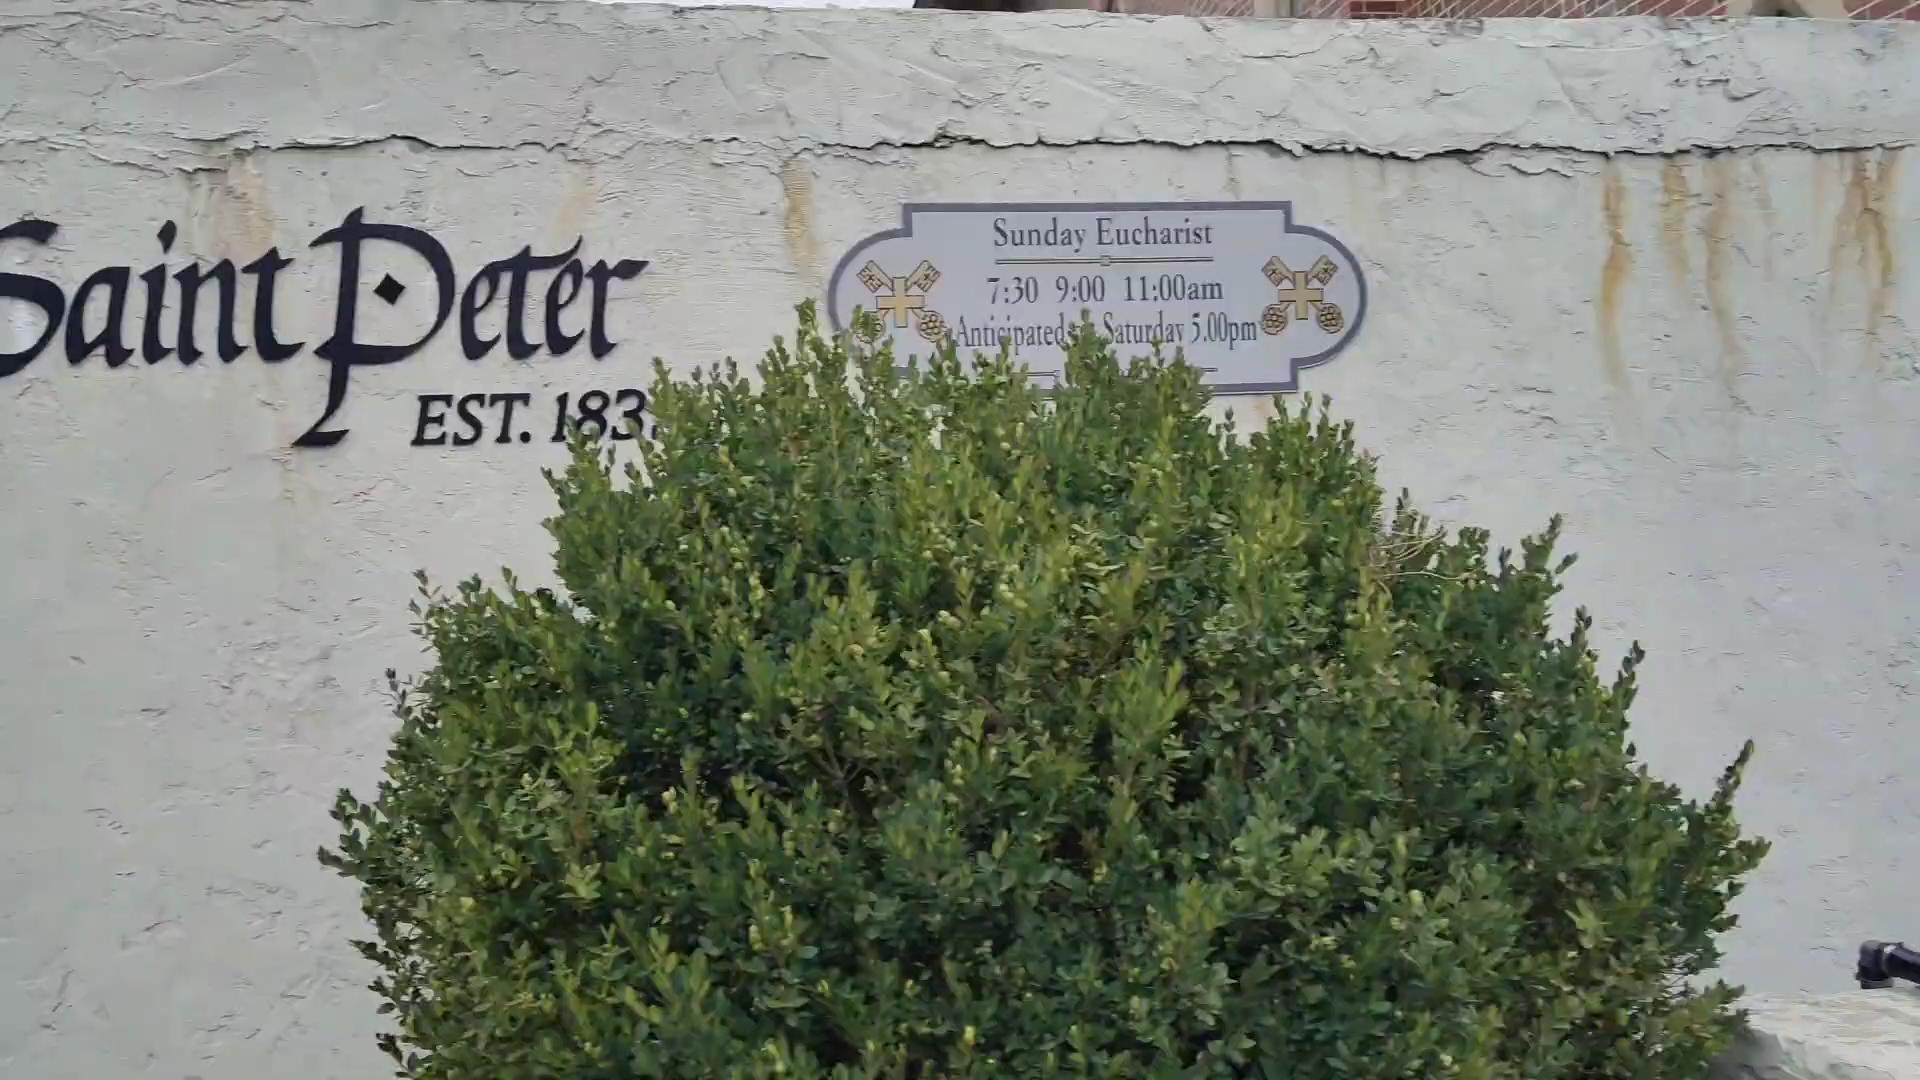 Saint Peter
EST. 183
Sunday Eucharist
7:30 9:00 11:00am
Anticipated Saturday 5.00pm